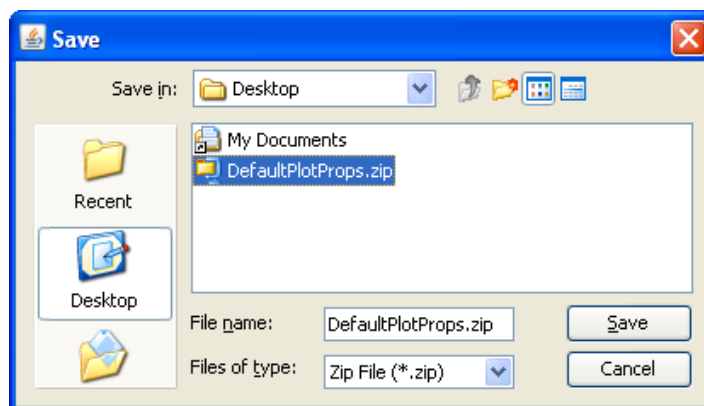 Save
Save in: Desktop
My Documents
DefaultPlotProps.zip
Recent
Desktop
File name: DefaultPlotProps.zip Save
Files of type: Zip File (*.zip) Cancel